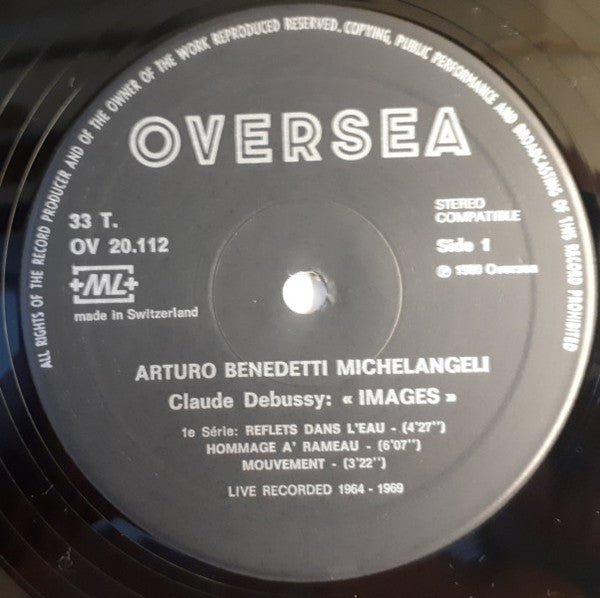 ALL RIGHTS OF THE RECORD PRODUCER AND OF THE OWNER OF THE WORK REPRODUCED RESERVED. COPYING, PUBLIC PERFORMANCE AND BROADCASTING OF THIS RECORD PROHIBITED
OVERSEA
33 T.
OV 20.112
+ML+
made in Switzerland
STEREO
COMPATIBLE
Side 1
℗ Oversea
ARTURO BENEDETTI MICHELANGELI
Claude Debussy: « IMAGES »
1e Série: REFLETS DANS L'EAU - (4'27'')
HOMMAGE A' RAMEAU - (6'07'')
MOUVEMENT - (3'22'')
LIVE RECORDED 1964 - 1969